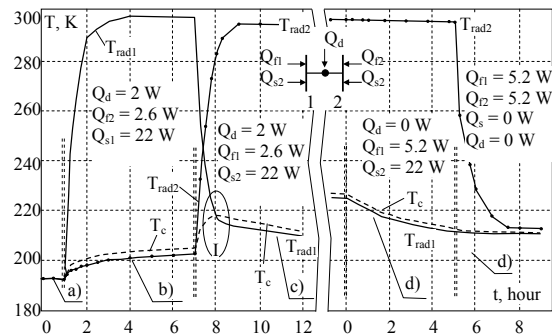 300 T, K
T_rad1
Q_d
T_rad2
Q_f1 Q_f2
Q_s2 Q_s2
1 2
280
260
240
220
200
180
Q_d = 2 W
Q_f2 = 2.6 W
Q_s1 = 22 W
Q_d = 2 W
Q_f1 = 2.6 W
Q_s2 = 22 W
Q_d = 0 W
Q_f1 = 5.2 W
Q_s2 = 22 W
Q_f1 = 5.2 W
Q_f2 = 5.2 W
Q_s = 0 W
Q_d = 0 W
T_rad2
T_c
I
T_c
T_rad1
T_c
T_rad1
a)
b)
c)
d)
d)
t, hour
0 2 4 6 8 10 12 0 2 4 6 8